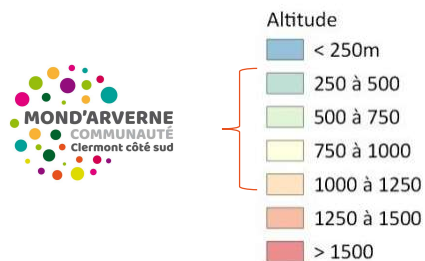 MOND'ARVERNE
COMMUNAUTÉ
Clermont côté sud
Altitude
< 250m
250 à 500
500 à 750
750 à 1000
1000 à 1250
1250 à 1500
> 1500